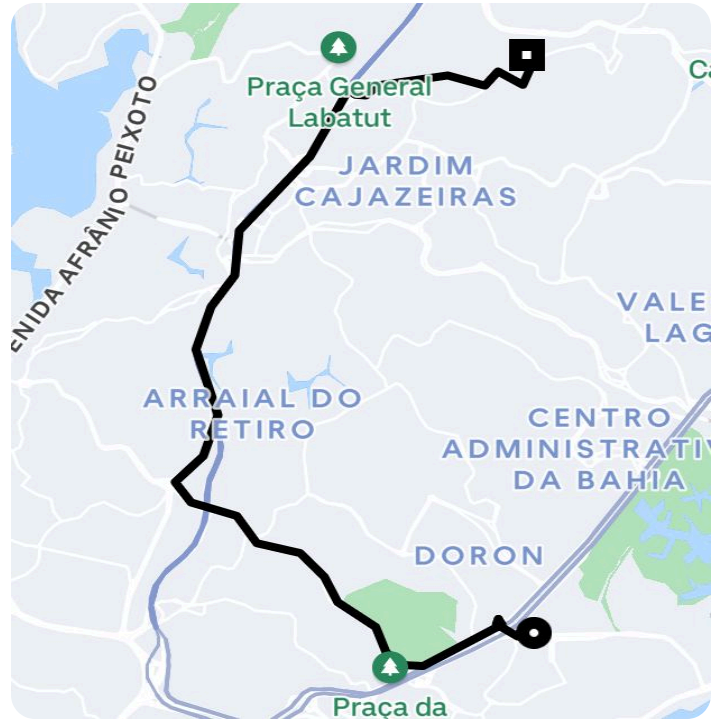 Praça General
Labatut
Ca
JARDIM
CAJAZEIRAS
ENIDA AFRÂNIO PEIXOTO
VALE
LAG
ARRAIAL DO
RETIRO
CENTRO
ADMINISTRATIV
DA BAHIA
DORON
Praça da